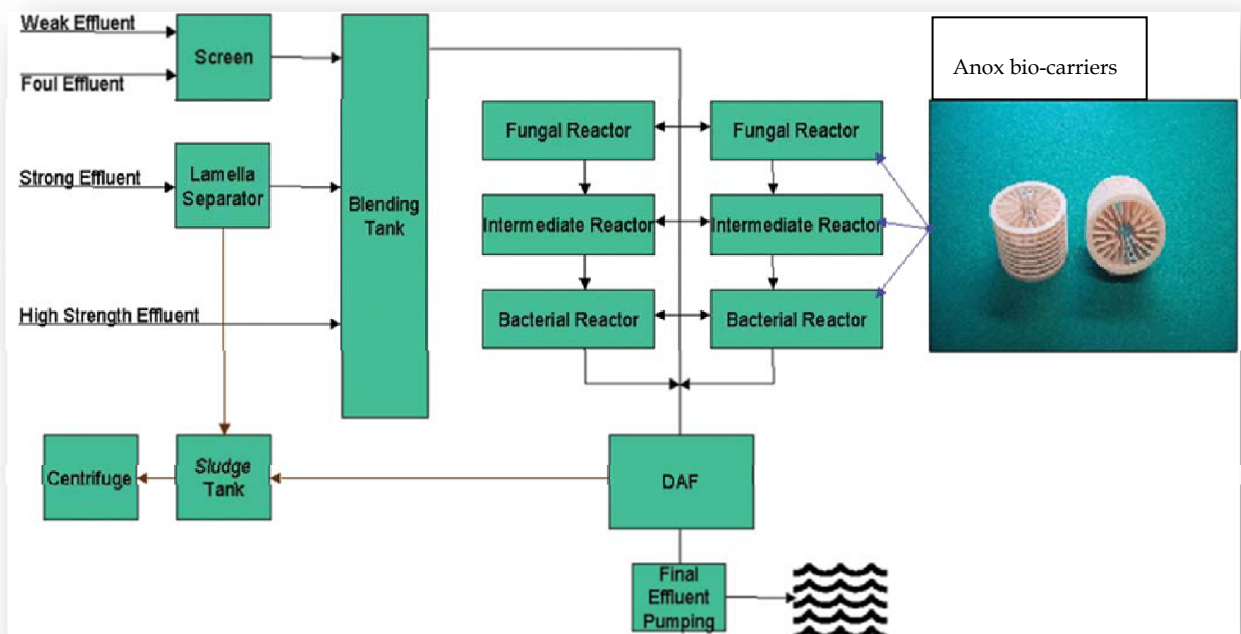 Weak Effluent
Foul Effluent
Screen
Strong Effluent
Lamella
Separator
High Strength Effluent
Blending
Tank
Fungal Reactor
Fungal Reactor
Intermediate Reactor
Intermediate Reactor
Bacterial Reactor
Bacterial Reactor
Anox bio-carriers
Centrifuge
Sludge
Tank
DAF
Final
Effluent
Pumping